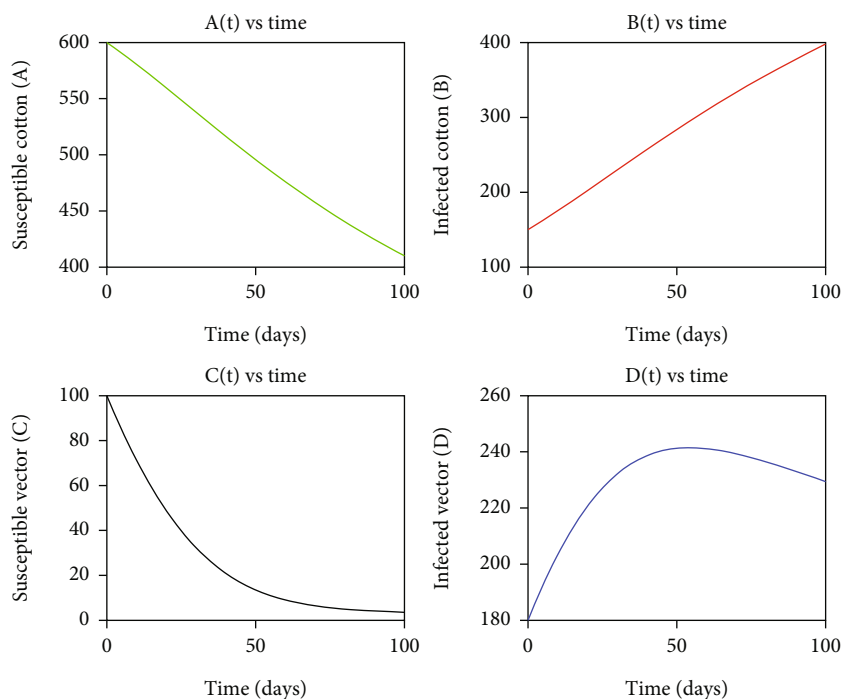 A(t) vs time
600
550
500
450
400
Susceptible cotton (A)
0
50
100
Time (days)
B(t) vs time
400
300
200
100
Infected cotton (B)
0
50
100
Time (days)
C(t) vs time
100
80
60
40
20
0
Susceptible vector (C)
0
50
100
Time (days)
D(t) vs time
260
240
220
200
180
Infected vector (D)
0
50
100
Time (days)